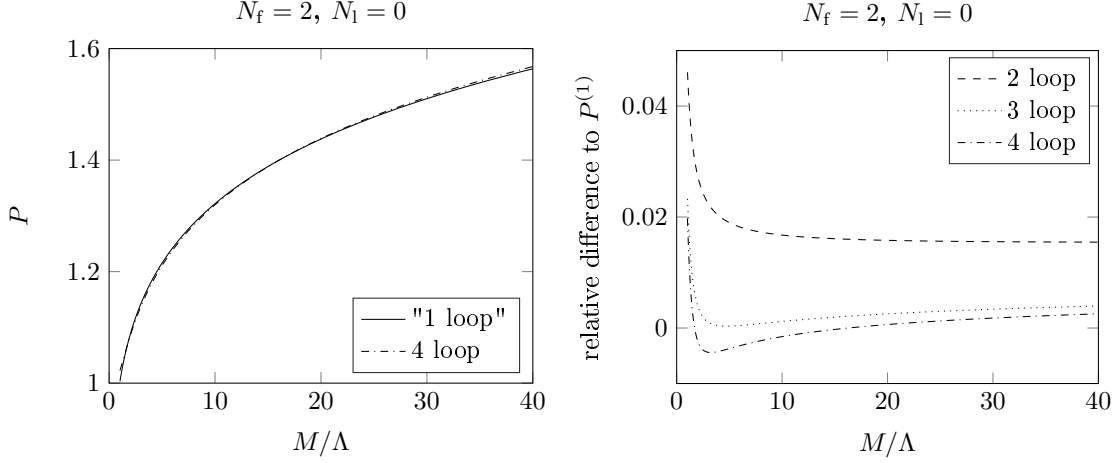 N_f = 2, N_l = 0
P
1.6
1.4
1.2
1
0
10
20
30
40
M/Λ
"1 loop"
4 loop
N_f = 2, N_l = 0
relative difference to P^(1)
0.04
0.02
0
0
10
20
30
40
M/Λ
2 loop
3 loop
4 loop